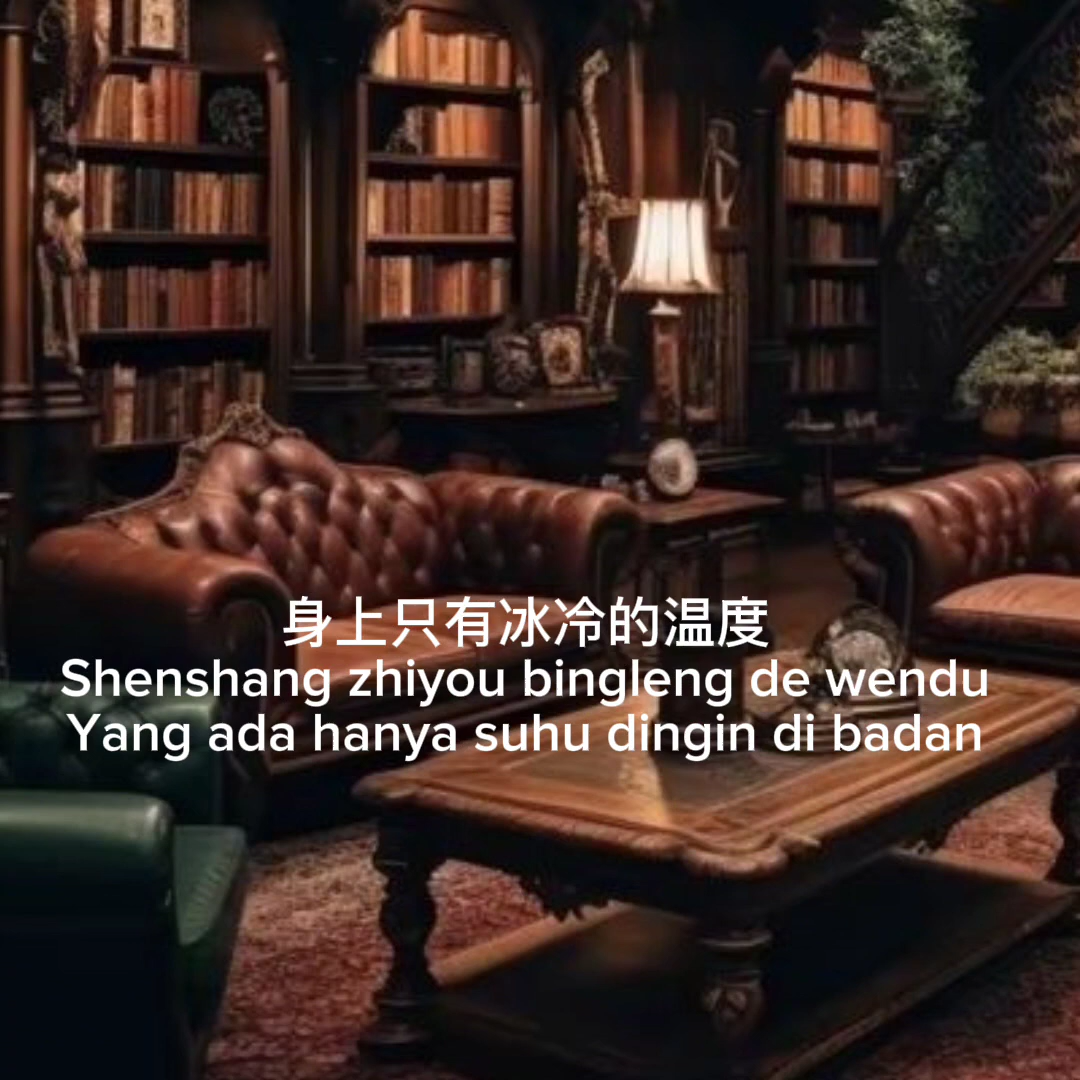 身上只有冰冷的温度
Shenshang zhiyou bingleng de wendu
Yang ada hanya suhu dingin di badan